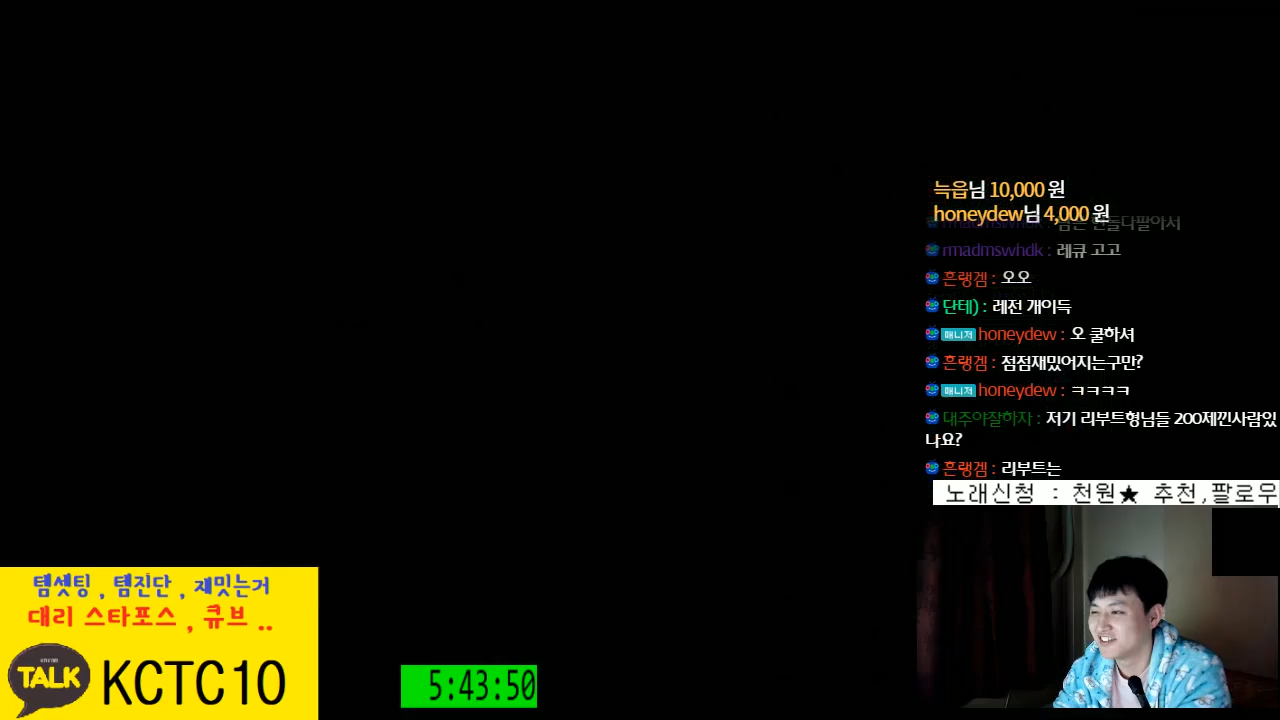 늑읍님 10,000 원
honeydew님 4,000 원
rmadmswhdk : 레큐 고고
흔랭겜 : 오오
단테) : 레전 개이득
매니저 honeydew : 오 쿨하셔
흔랭겜 : 점점재밌어지는구만?
매니저 honeydew : ㅋㅋㅋㅋ
대추야잘하자 : 저기 리부트형님들 200제낀사람있
나요?
흔랭겜 : 리부트는
노래신청 : 천원★ 추천,팔로우
템셋팅 , 템진단 , 재밋는거
대리 스타포스 , 큐브 ..
TALK KCTC10
5:43:50